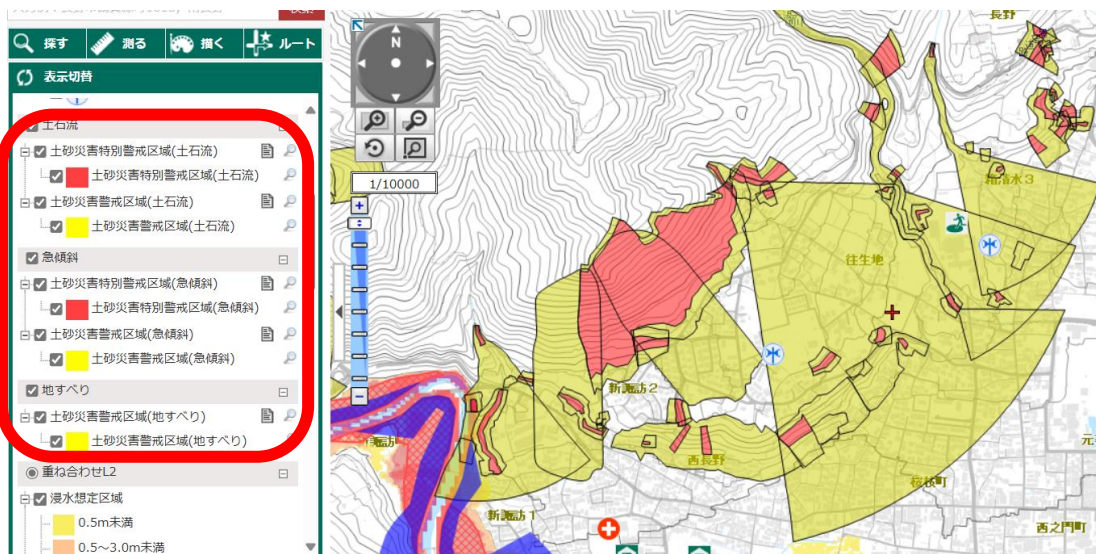 探す 測る 描く ルート
表示切替
土石流
土砂災害特別警戒区域(土石流)
土砂災害特別警戒区域(土石流)
土砂災害警戒区域(土石流)
土砂災害警戒区域(土石流)
急傾斜
土砂災害特別警戒区域(急傾斜)
土砂災害特別警戒区域(急傾斜)
土砂災害警戒区域(急傾斜)
土砂災害警戒区域(急傾斜)
地すべり
土砂災害警戒区域(地すべり)
土砂災害警戒区域(地すべり)
重ね合わせL2
浸水想定区域
0.5m未満
0.5～3.0m未満
N
1/10000
長野
箱清水3
往生地
新諏訪2
西長野
桜枝町
新諏訪1
西之門町